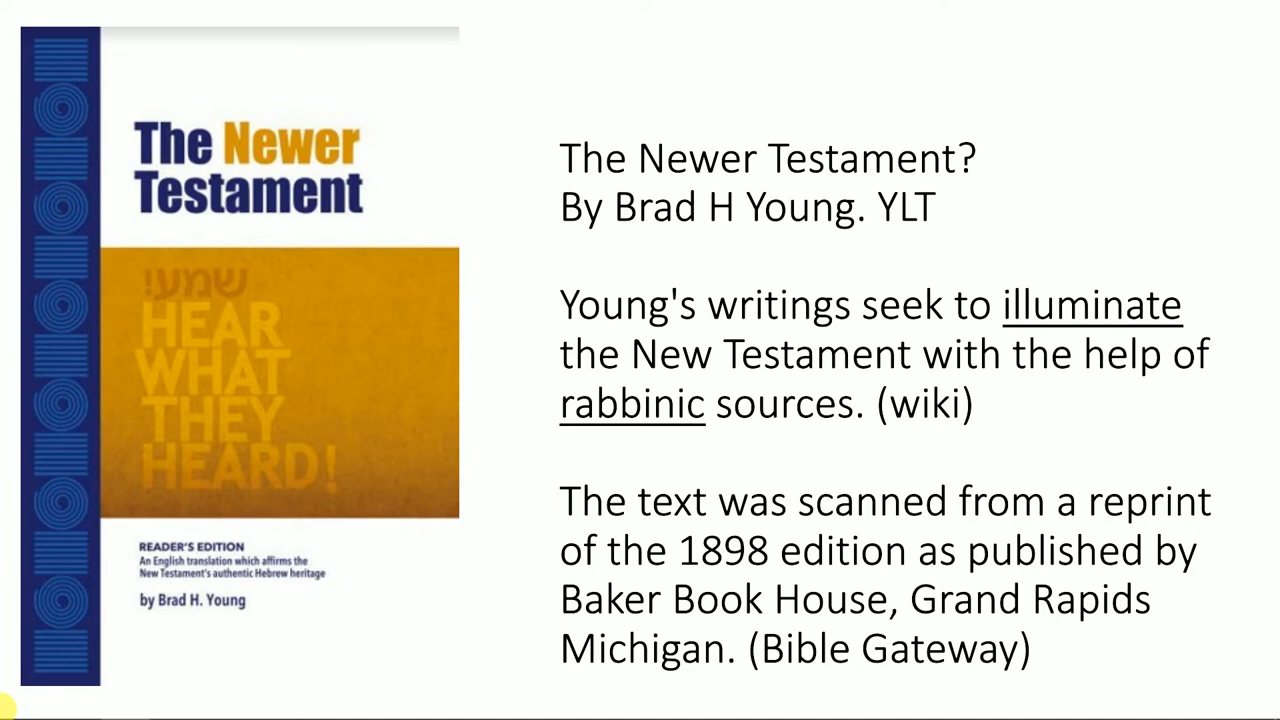 The Newer
Testament
שמע!
HEAR
WHAT
THEY
HEARD!
READER'S EDITION
An English translation which affirms the
New Testament's authentic Hebrew heritage
by Brad H. Young
The Newer Testament?
By Brad H Young. YLT
Young's writings seek to illuminate
the New Testament with the help of
rabbinic sources. (wiki)
The text was scanned from a reprint
of the 1898 edition as published by
Baker Book House, Grand Rapids
Michigan. (Bible Gateway)